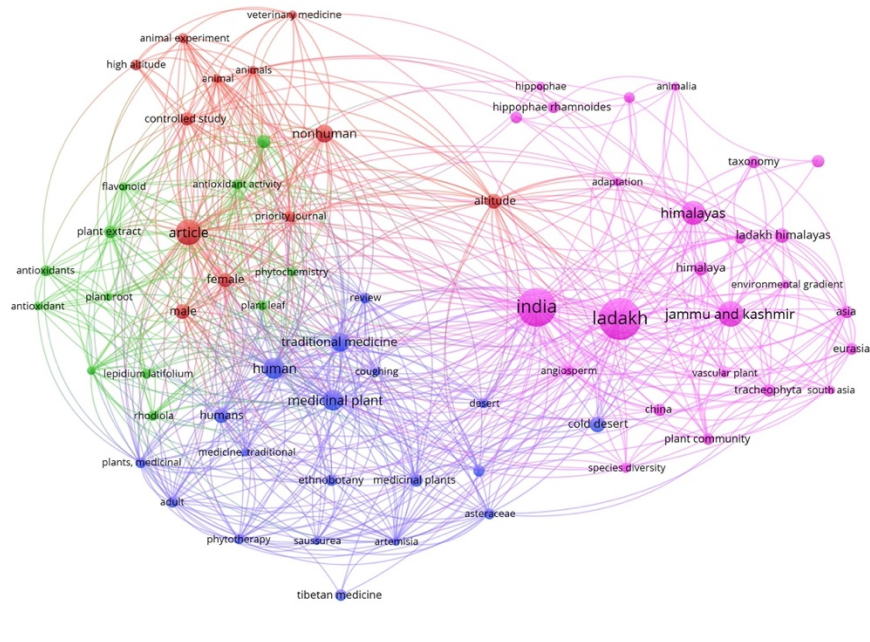 veterinary medicine
animal experiment
high altitude
animal
animals
hippophae
animalia
hippophae rhamnoides
controlled study
nonhuman
taxonomy
flavonoid
antioxidant activity
adaptation
altitude
priority journal
himalayas
plant extract
article
ladakh himalayas
antioxidants
female
phytochemistry
himalaya
environmental gradient
antioxidant
plant root
plant leaf
review
male
india
ladakh
jammu and kashmir
asia
traditional medicine
eurasia
lepidium latifolium
human
coughing
angiosperm
vascular plant
tracheophyta
south asia
medicinal plant
desert
china
rhodiola
humans
cold desert
plant community
medicine, traditional
plants, medicinal
species diversity
ethnobotany
medicinal plants
adult
asteraceae
phytotherapy
saussurea
artemisia
tibetan medicine